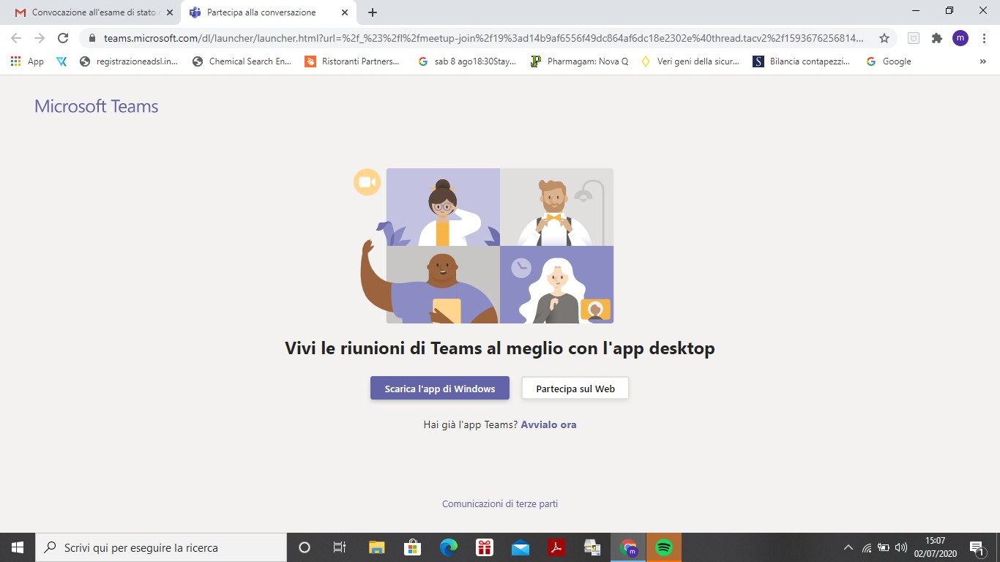 Convocazione all'esame di stato
Partecipa alla conversazione
teams.microsoft.com/dl/launcher/launcher.html?url=%2f_%23%2fl%2fmeetup-join%2f19%3ad14b9af6556f49dc864af6dc18e2302e%40thread.tacv2%2f1593676256814...
m
App
registrazioneadsl.in...
Chemical Search En...
Ristoranti Partners...
sab 8 ago18:30Stay...
Pharmagam: Nova Q
Veri geni della sicur...
S
Bilancia contapezzi...
Google
»
Microsoft Teams
Vivi le riunioni di Teams al meglio con l'app desktop
Scarica l'app di Windows
Partecipa sul Web
Hai già l'app Teams? Avvialo ora
Comunicazioni di terze parti
Scrivi qui per eseguire la ricerca
m
15:07
02/07/2020
1